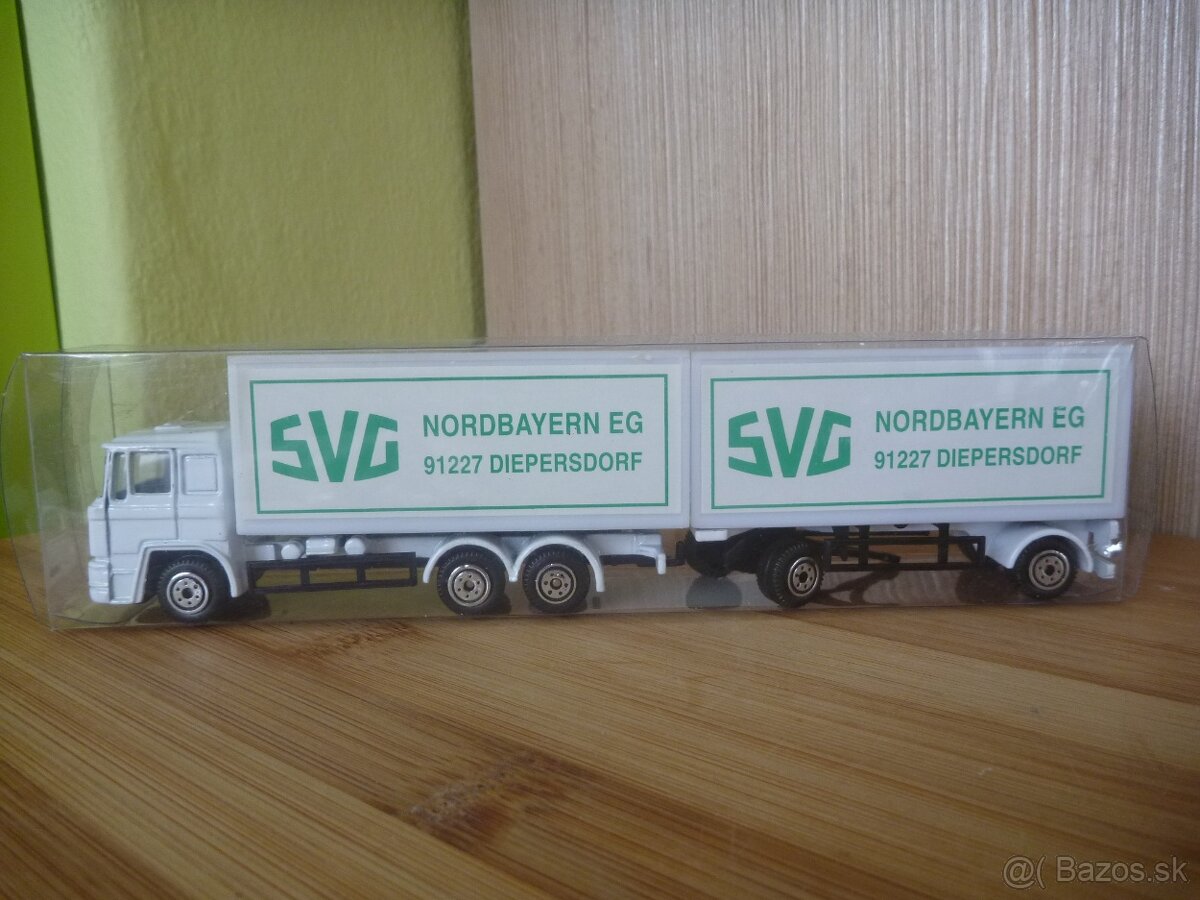 SVG
NORDBAYERN EG
91227 DIEPERSDORF
SVG
NORDBAYERN EG
91227 DIEPERSDORF
@( Bazos.sk